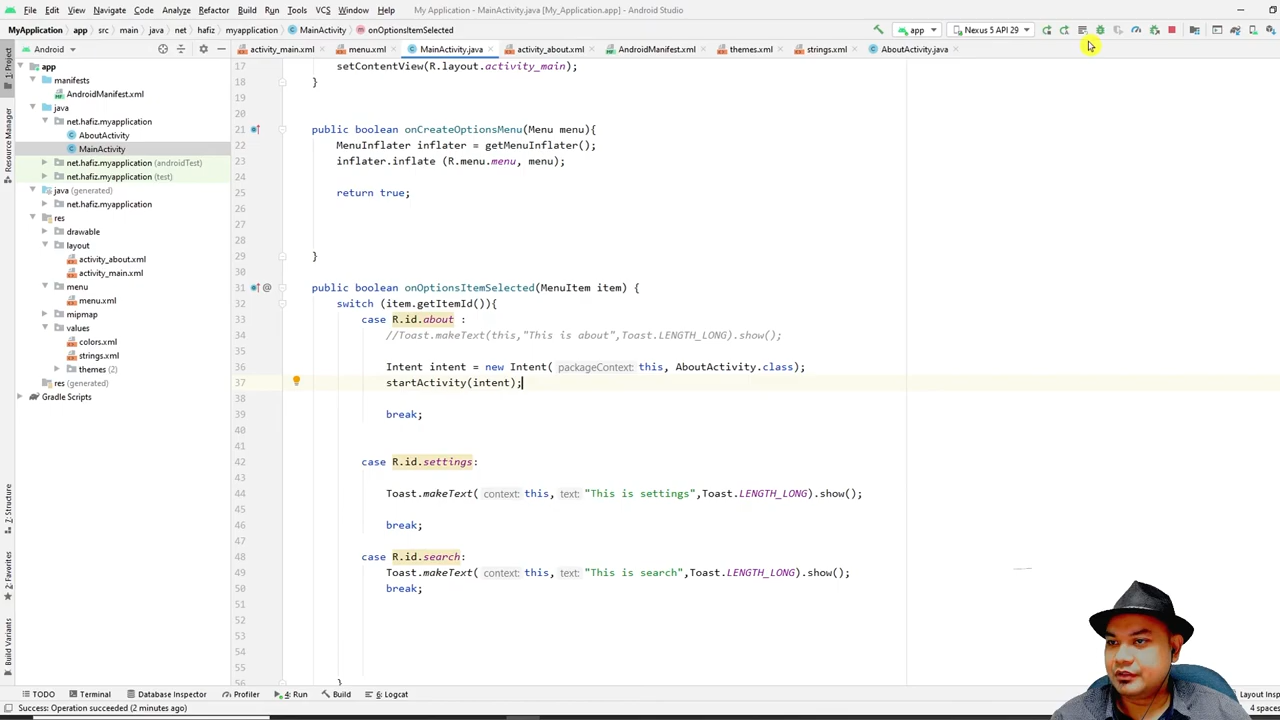 File Edit View Navigate Code Analyze Refactor Build Run Tools VCS Window Help My Application - MainActivity.java [My_Application.app] - Android Studio
MyApplication app src main java net hafiz myapplication MainActivity onOptionsItemSelected app Nexus 5 API 29
1: Project
Resource Manager
Z: Structure
2: Favorites
Build Variants
Android
activity_main.xml menu.xml MainActivity.java activity_about.xml AndroidManifest.xml themes.xml strings.xml AboutActivity.java
app
manifests
AndroidManifest.xml
java
net.hafiz.myapplication
AboutActivity
MainActivity
net.hafiz.myapplication (androidTest)
net.hafiz.myapplication (test)
java (generated)
net.hafiz.myapplication
res
drawable
layout
activity_about.xml
activity_main.xml
menu
menu.xml
mipmap
values
colors.xml
strings.xml
themes (2)
res (generated)
Gradle Scripts
17 setContentView(R.layout.activity_main);
18 }
19
20
21 public boolean onCreateOptionsMenu(Menu menu){
22 MenuInflater inflater = getMenuInflater();
23 inflater.inflate (R.menu.menu, menu);
24
25 return true;
26
27
28
29 }
30
31 @ public boolean onOptionsItemSelected(MenuItem item) {
32 switch (item.getItemId()){
33 case R.id.about :
34 //Toast.makeText(this,"This is about",Toast.LENGTH_LONG).show();
35
36 Intent intent = new Intent( packageContext: this, AboutActivity.class);
37 startActivity(intent);
38
39 break;
40
41
42 case R.id.settings:
43
44 Toast.makeText( context: this, text: "This is settings",Toast.LENGTH_LONG).show();
45
46 break;
47
48 case R.id.search:
49 Toast.makeText( context: this, text: "This is search",Toast.LENGTH_LONG).show();
50 break;
51
52
53
54
55
56 }
TODO Terminal Database Inspector Profiler 4: Run Build 6: Logcat Layout Insp
Success: Operation succeeded (2 minutes ago) 4 spaces